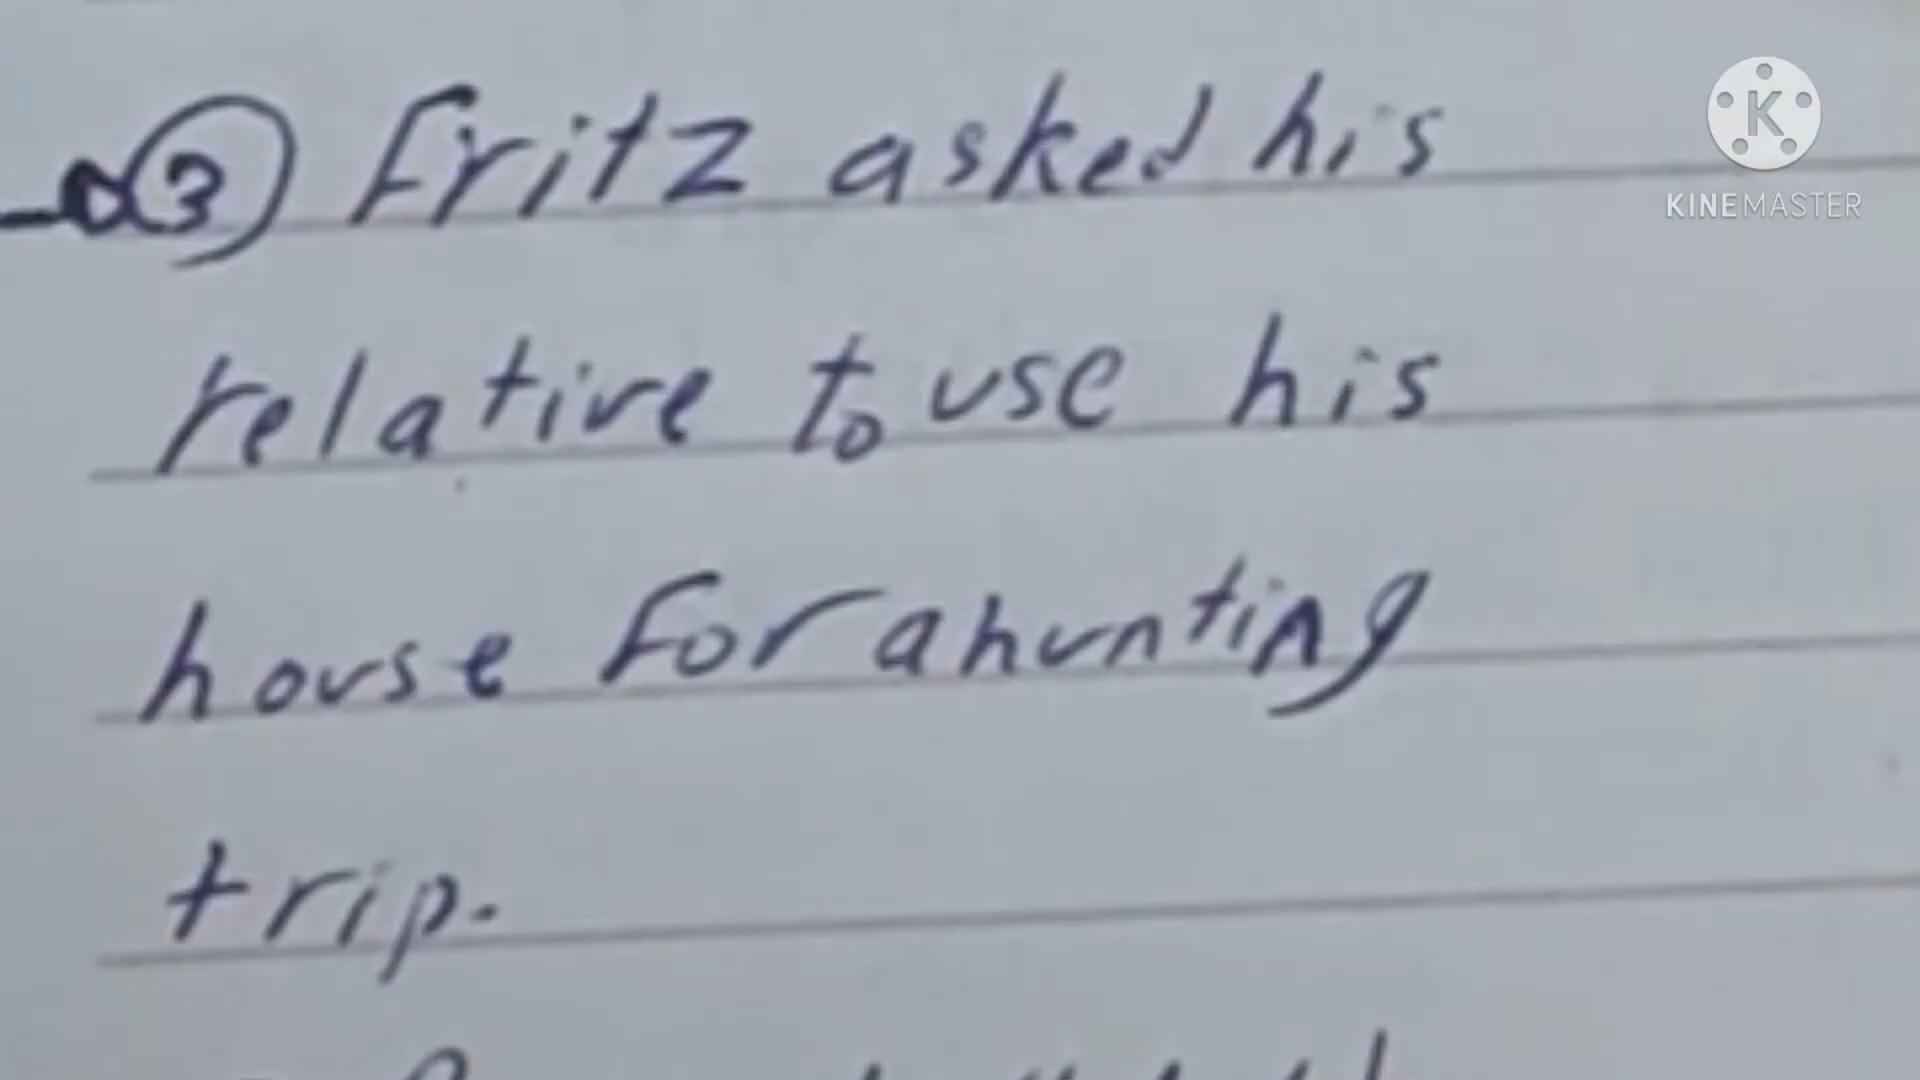 ③ Fritz asked his
K
KINEMASTER
relative to use his
house for a hunting
trip.